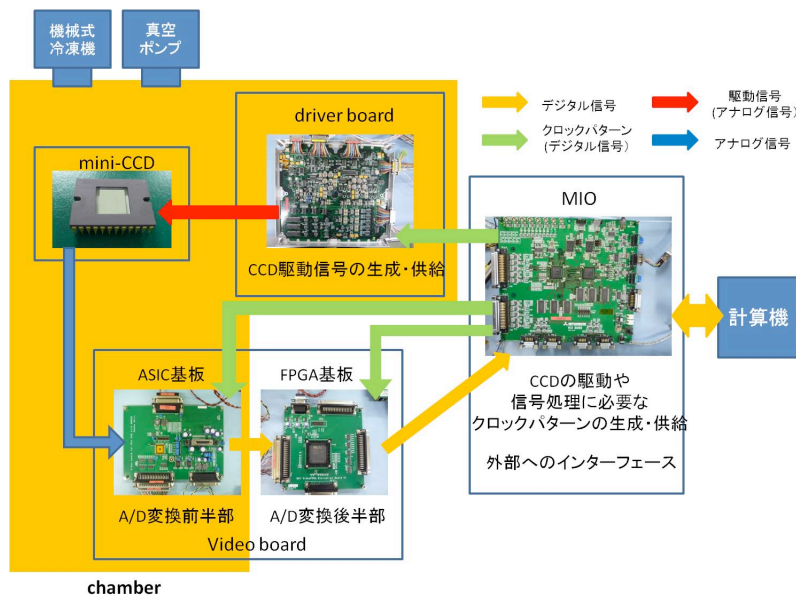 機械式
冷凍機
真空
ポンプ
driver board
デジタル信号
駆動信号
(アナログ信号)
クロックパターン
(デジタル信号)
アナログ信号
mini-CCD
MIO
CCD駆動信号の生成・供給
計算機
ASIC基板
FPGA基板
CCDの駆動や
信号処理に必要な
クロックパターンの生成・供給
外部へのインターフェース
A/D変換前半部
A/D変換後半部
Video board
chamber